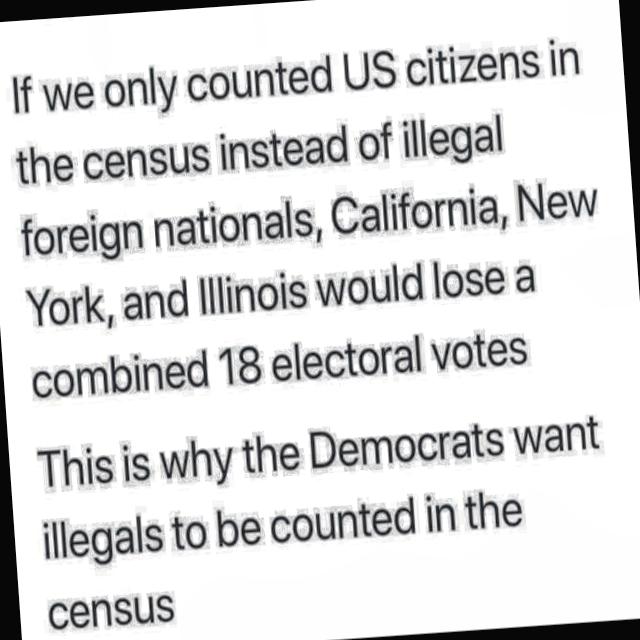 If we only counted US citizens in
the census instead of illegal
foreign nationals, California, New
York, and Illinois would lose a
combined 18 electoral votes
This is why the Democrats want
illegals to be counted in the
census